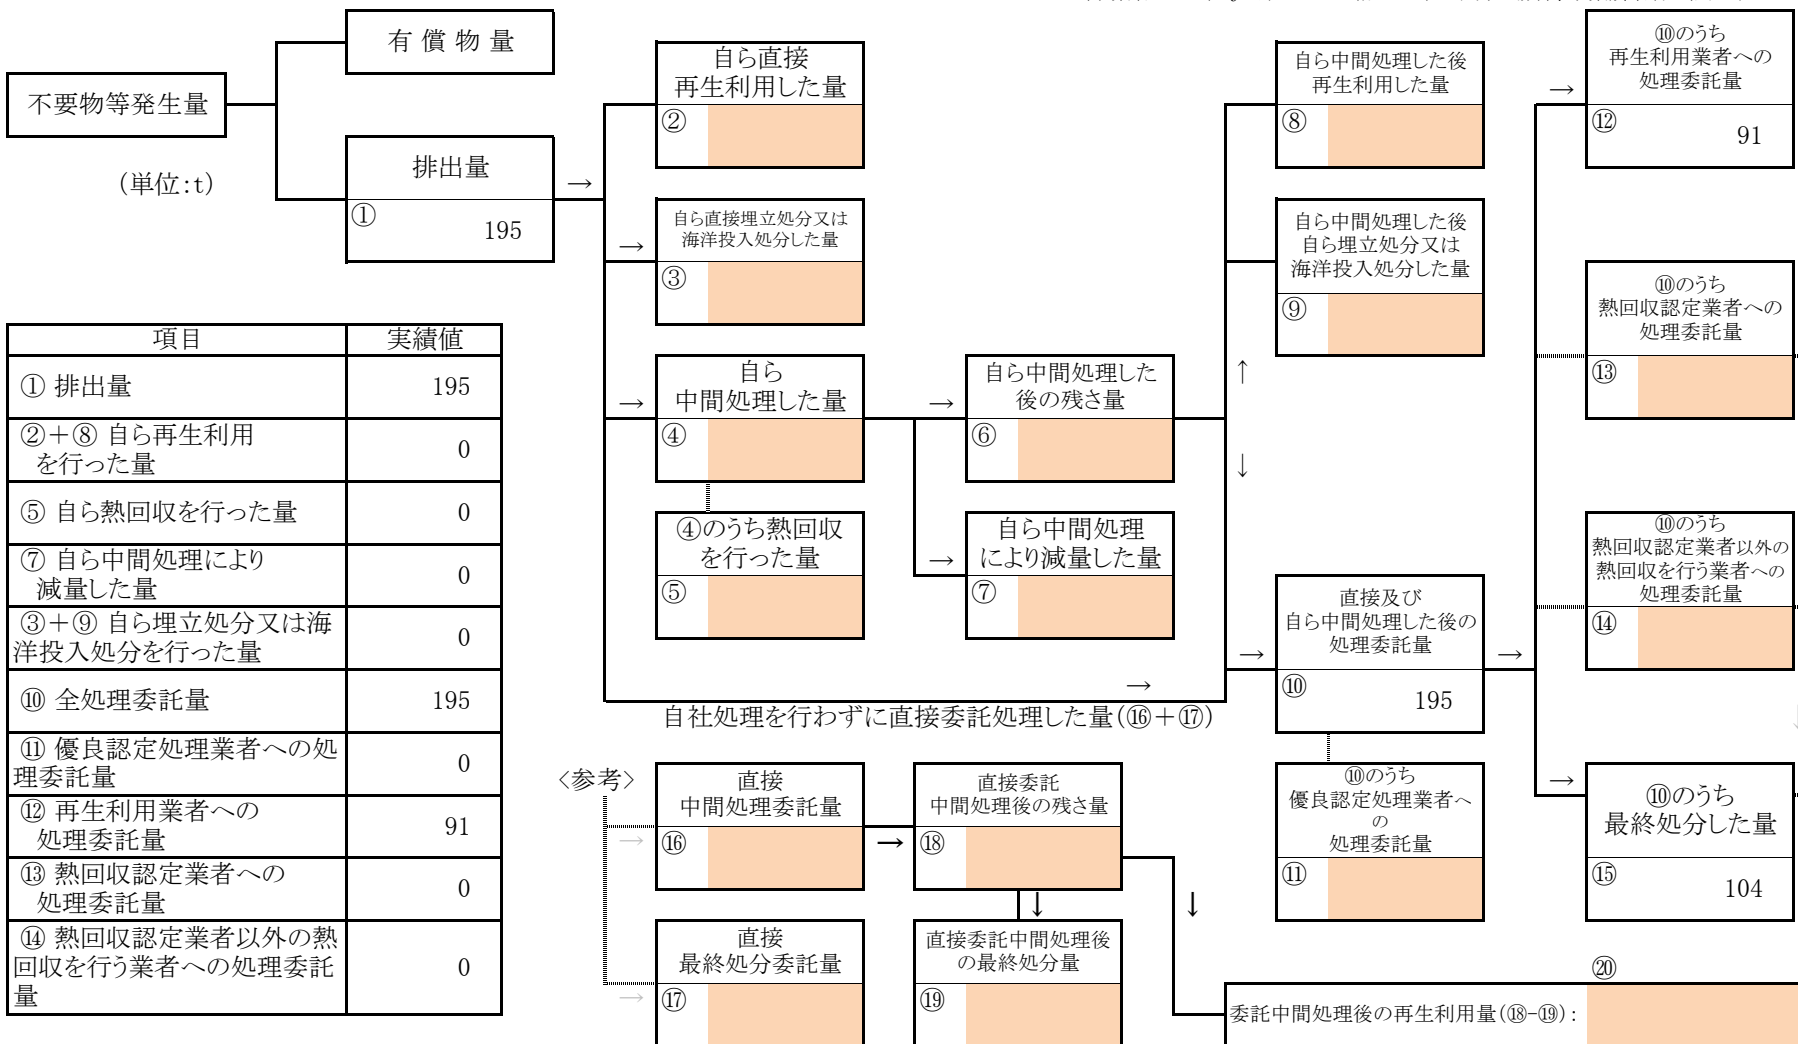 有 償 物 量
不要物等発生量
(単位:t)
排出量
①
195
→
自ら直接
再生利用した量
②
→
自ら直接埋立処分又は
海洋投入処分した量
③
→
自ら
中間処理した量
④
④のうち熱回収
を行った量
⑤
→
自ら中間処理した
後の残さ量
⑥
→
自ら中間処理
により減量した量
⑦
自ら中間処理した後
再生利用した量
⑧
自ら中間処理した後
自ら埋立処分又は
海洋投入処分した量
⑨
↑
↓
→
自社処理を行わずに直接委託処理した量(⑯+⑰)
→
直接及び
自ら中間処理した後の
処理委託量
⑩
195
→
⑩のうち
優良認定処理業者へ
の
処理委託量
⑪
→
⑩のうち
再生利用業者への
処理委託量
⑫
91
⑩のうち
熱回収認定業者への
処理委託量
⑬
⑩のうち
熱回収認定業者以外の
熱回収を行う業者への
処理委託量
⑭
→
⑩のうち
最終処分した量
⑮
104
項目 実績値
① 排出量 195
②+⑧ 自ら再生利用
を行った量 0
⑤ 自ら熱回収を行った量 0
⑦ 自ら中間処理により
減量した量 0
③+⑨ 自ら埋立処分又は海
洋投入処分を行った量 0
⑩ 全処理委託量 195
⑪ 優良認定処理業者への処
理委託量 0
⑫ 再生利用業者への
処理委託量 91
⑬ 熱回収認定業者への
処理委託量 0
⑭ 熱回収認定業者以外の熱
回収を行う業者への処理委託
量 0
<参考>
→
直接
中間処理委託量
⑯
→
直接委託
中間処理後の残さ量
⑱
↓
↓
→
直接
最終処分委託量
⑰
直接委託中間処理後
の最終処分量
⑲
⑳
委託中間処理後の再生利用量(⑱-⑲):